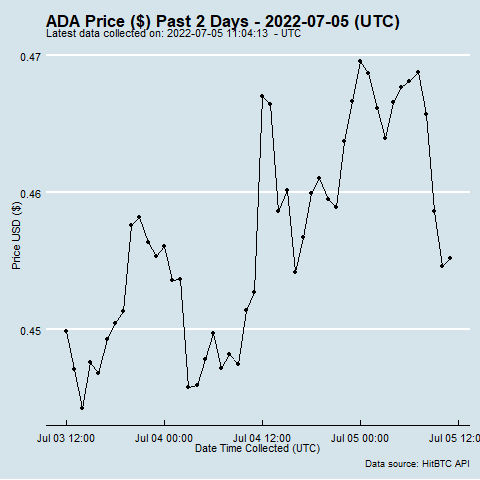 ADA Price ($) Past 2 Days - 2022-07-05 (UTC)
Latest data collected on: 2022-07-05 11:04:13 - UTC
0.47
0.46
0.45
Price USD ($)
Jul 03 12:00 Jul 04 00:00 Jul 04 12:00 Jul 05 00:00 Jul 05 12:00
Date Time Collected (UTC)
Data source: HitBTC API